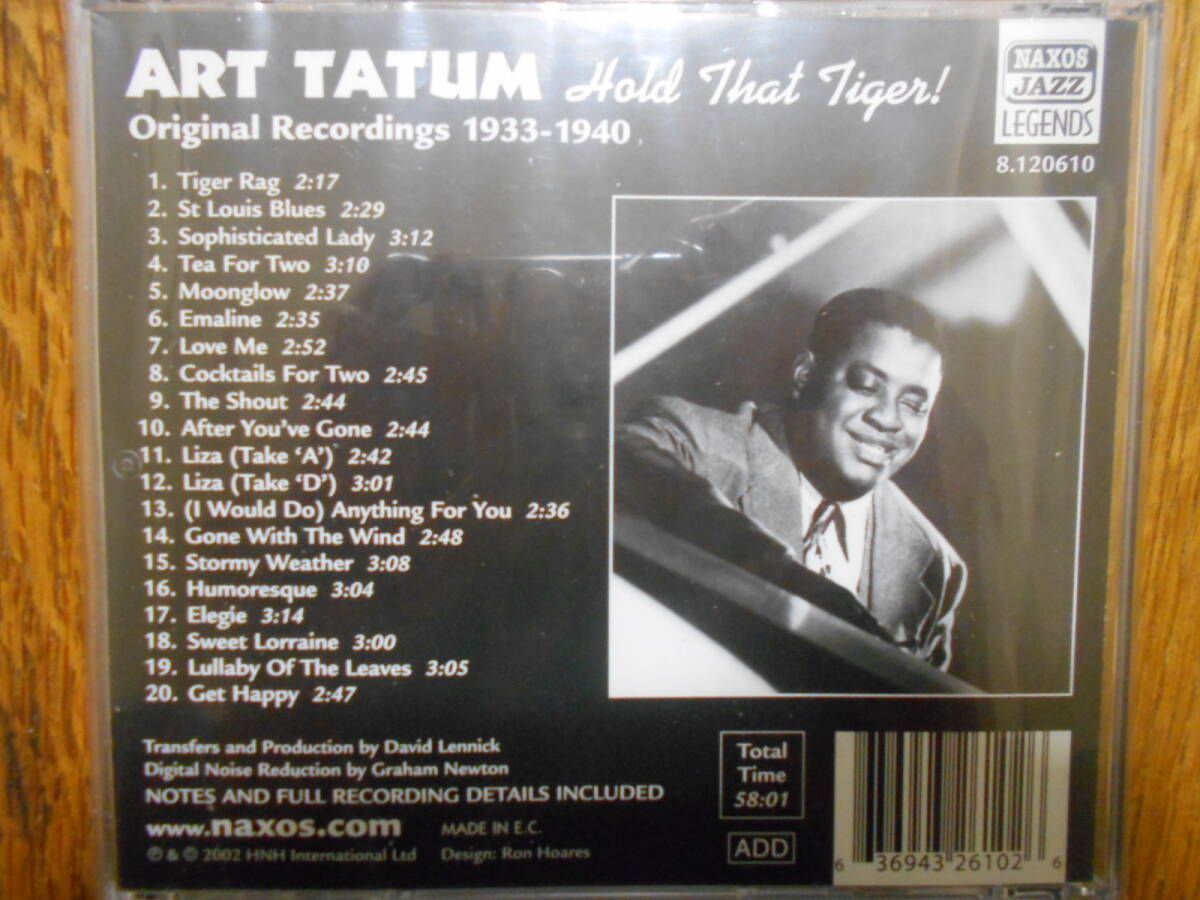 ART TATUM Hold That Tiger!
Original Recordings 1933-1940
NAXOS
JAZZ
LEGENDS
8.120610
1. Tiger Rag 2:17
2. St Louis Blues 2:29
3. Sophisticated Lady 3:12
4. Tea For Two 3:10
5. Moonglow 2:37
6. Emaline 2:35
7. Love Me 2:52
8. Cocktails For Two 2:45
9. The Shout 2:44
10. After You've Gone 2:44
11. Liza (Take ‘A’) 2:42
12. Liza (Take ‘D’) 3:01
13. (I Would Do) Anything For You 2:36
14. Gone With The Wind 2:48
15. Stormy Weather 3:08
16. Humoresque 3:04
17. Elegie 3:14
18. Sweet Lorraine 3:00
19. Lullaby Of The Leaves 3:05
20. Get Happy 2:47
Transfers and Production by David Lennick
Digital Noise Reduction by Graham Newton
NOTES AND FULL RECORDING DETAILS INCLUDED
www.naxos.com MADE IN E.C.
℗ & © 2002 HNH International Ltd Design: Ron Hoares
Total
Time
58:01
ADD
6 36943 26102 6